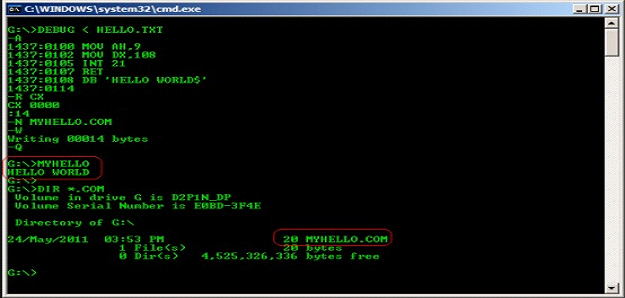 C:\WINDOWS\system32\cmd.exe
G:\>DEBUG < HELLO.TXT
-A
1437:0100 MOV AH,9
1437:0102 MOV DX,108
1437:0105 INT 21
1437:0107 RET
1437:0108 DB 'HELLO WORLD$'
1437:0114
-R CX
CX 0000
:14
-N MYHELLO.COM
-W
Writing 00014 bytes
-Q
G:\>MYHELLO
HELLO WORLD
G:\>
G:\>DIR *.COM
Volume in drive G is D2P1N_DP
Volume Serial Number is E0BD-3F4E
Directory of G:\
24/May/2011 03:53 PM 20 MYHELLO.COM
1 File(s) 20 bytes
0 Dir(s) 4,525,326,336 bytes free
G:\>